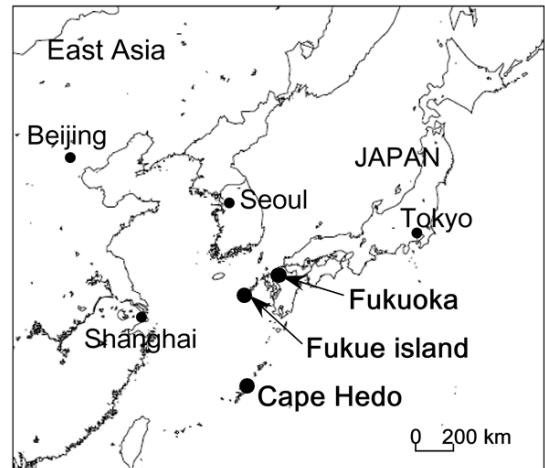 East Asia
Beijing
JAPAN
Seoul
Tokyo
Fukuoka
Shanghai
Fukue island
Cape Hedo
0 200 km